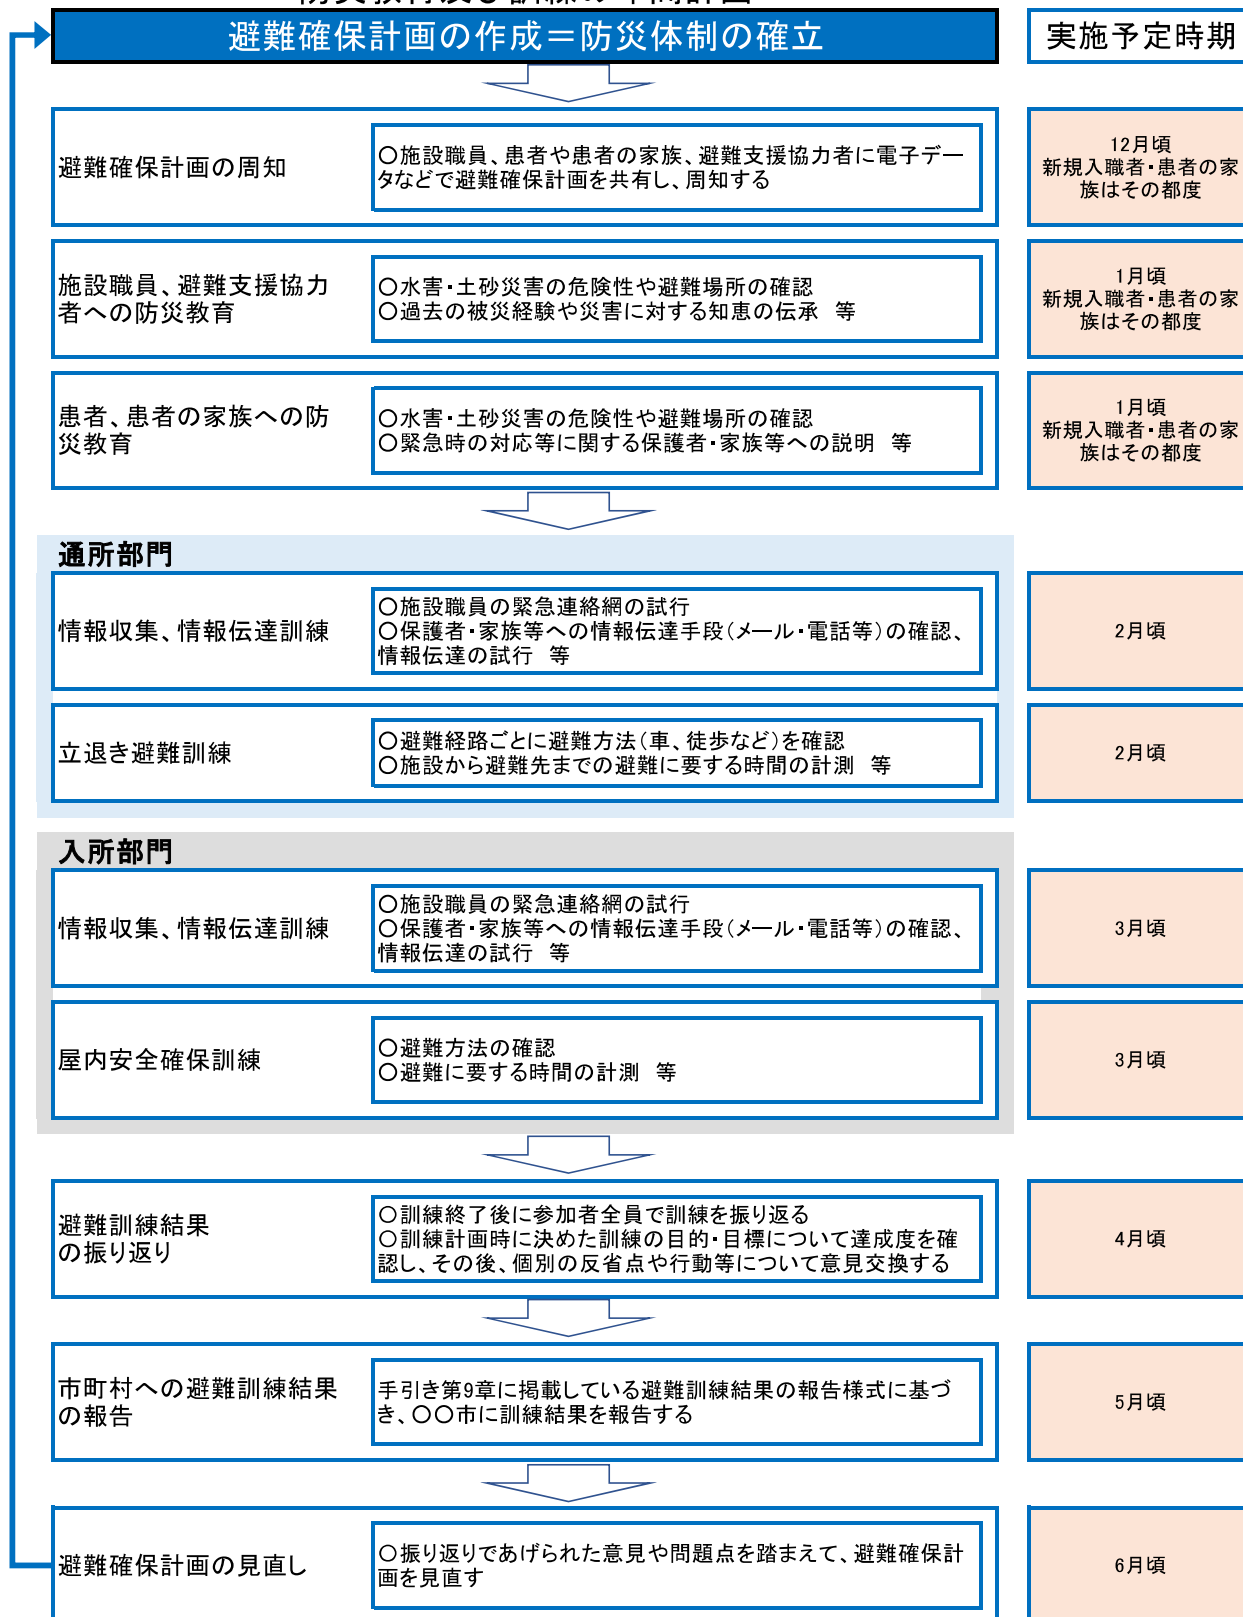 避難確保計画の作成＝防災体制の確立
実施予定時期
避難確保計画の周知
〇施設職員、患者や患者の家族、避難支援協力者に電子デー
タなどで避難確保計画を共有し、周知する
12月頃
新規入職者・患者の家
族はその都度
施設職員、避難支援協力
者への防災教育
〇水害・土砂災害の危険性や避難場所の確認
〇過去の被災経験や災害に対する知恵の伝承　等
1月頃
新規入職者・患者の家
族はその都度
患者、患者の家族への防
災教育
〇水害・土砂災害の危険性や避難場所の確認
〇緊急時の対応等に関する保護者・家族等への説明　等
1月頃
新規入職者・患者の家
族はその都度
通所部門
情報収集、情報伝達訓練
〇施設職員の緊急連絡網の試行
〇保護者・家族等への情報伝達手段（メール・電話等）の確認、
情報伝達の試行　等
2月頃
立退き避難訓練
〇避難経路ごとに避難方法（車、徒歩など）を確認
〇施設から避難先までの避難に要する時間の計測　等
2月頃
入所部門
情報収集、情報伝達訓練
〇施設職員の緊急連絡網の試行
〇保護者・家族等への情報伝達手段（メール・電話等）の確認、
情報伝達の試行　等
3月頃
屋内安全確保訓練
〇避難方法の確認
〇避難に要する時間の計測　等
3月頃
避難訓練結果
の振り返り
〇訓練終了後に参加者全員で訓練を振り返る
〇訓練計画時に決めた訓練の目的・目標について達成度を確
認し、その後、個別の反省点や行動等について意見交換する
4月頃
市町村への避難訓練結果
の報告
手引き第9章に掲載している避難訓練結果の報告様式に基づ
き、〇〇市に訓練結果を報告する
5月頃
避難確保計画の見直し
〇振り返りであげられた意見や問題点を踏まえて、避難確保計
画を見直す
6月頃